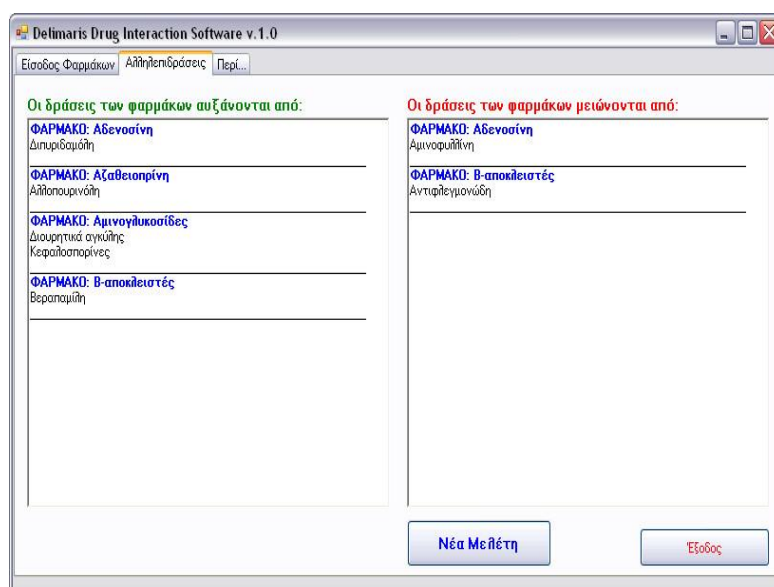 Delimaris Drug Interaction Software v.1.0
Είσοδος Φαρμάκων Αλληλεπιδράσεις Περί...
Οι δράσεις των φαρμάκων αυξάνονται από:
ΦΑΡΜΑΚΟ: Αδενοσίνη
Διπυριδαμόλη
ΦΑΡΜΑΚΟ: Αζαθειοπρίνη
Αλλοπουρινόλη
ΦΑΡΜΑΚΟ: Αμινογλυκοσίδες
Διουρητικά αγκύλης
Κεφαλοσπορίνες
ΦΑΡΜΑΚΟ: Β-αποκλειστές
Βεραπαμίλη
Οι δράσεις των φαρμάκων μειώνονται από:
ΦΑΡΜΑΚΟ: Αδενοσίνη
Αμινοφυλλίνη
ΦΑΡΜΑΚΟ: Β-αποκλειστές
Αντιφλεγμονώδη
Νέα Μελέτη
Έξοδος